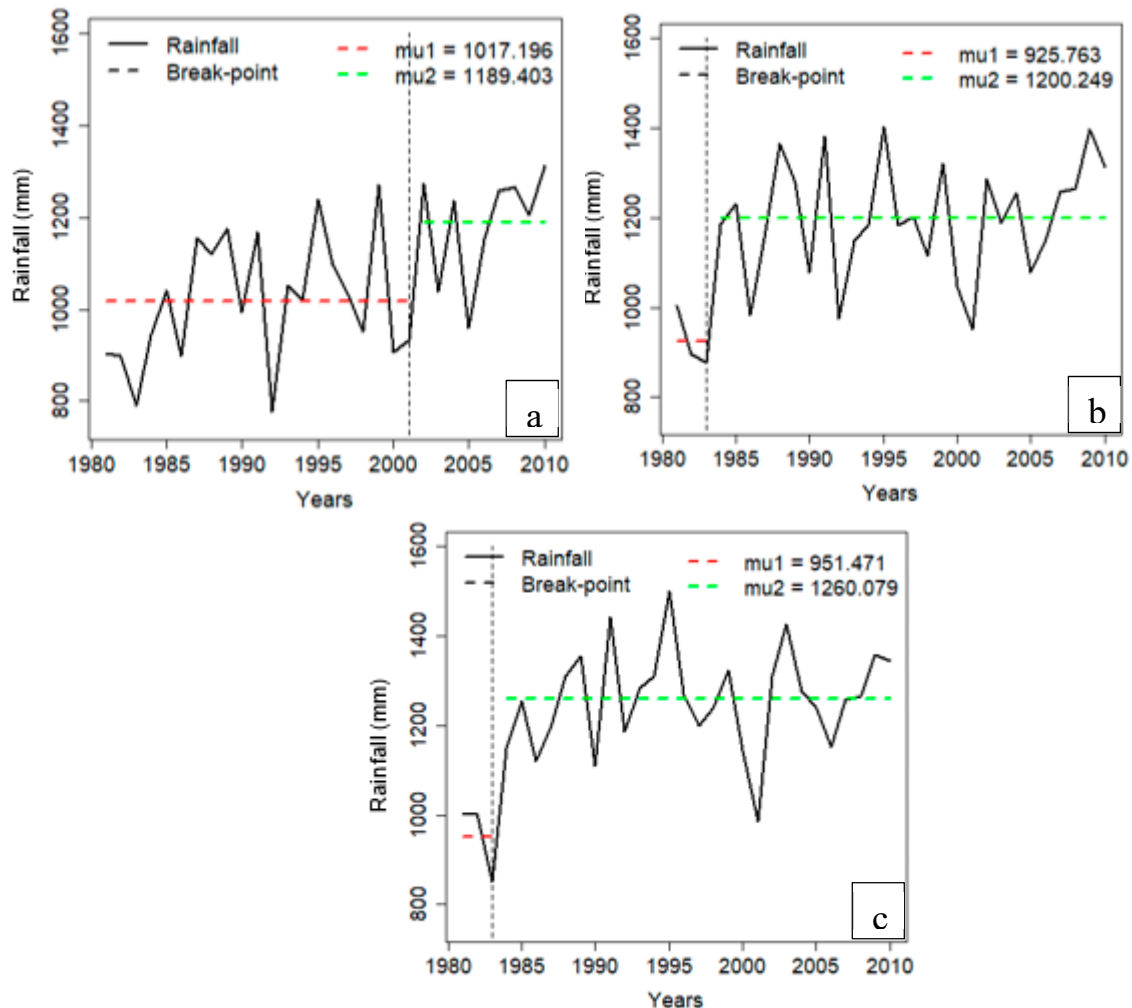 Rainfall
Break-point
mu1 = 1017.196
mu2 = 1189.403
Rainfall (mm)
1600
1400
1200
1000
800
1980 1985 1990 1995 2000 2005 2010
Years
a
Rainfall
Break-point
mu1 = 925.763
mu2 = 1200.249
Rainfall (mm)
1600
1400
1200
1000
800
1980 1985 1990 1995 2000 2005 2010
Years
b
Rainfall
Break-point
mu1 = 951.471
mu2 = 1260.079
Rainfall (mm)
1600
1400
1200
1000
800
1980 1985 1990 1995 2000 2005 2010
Years
c